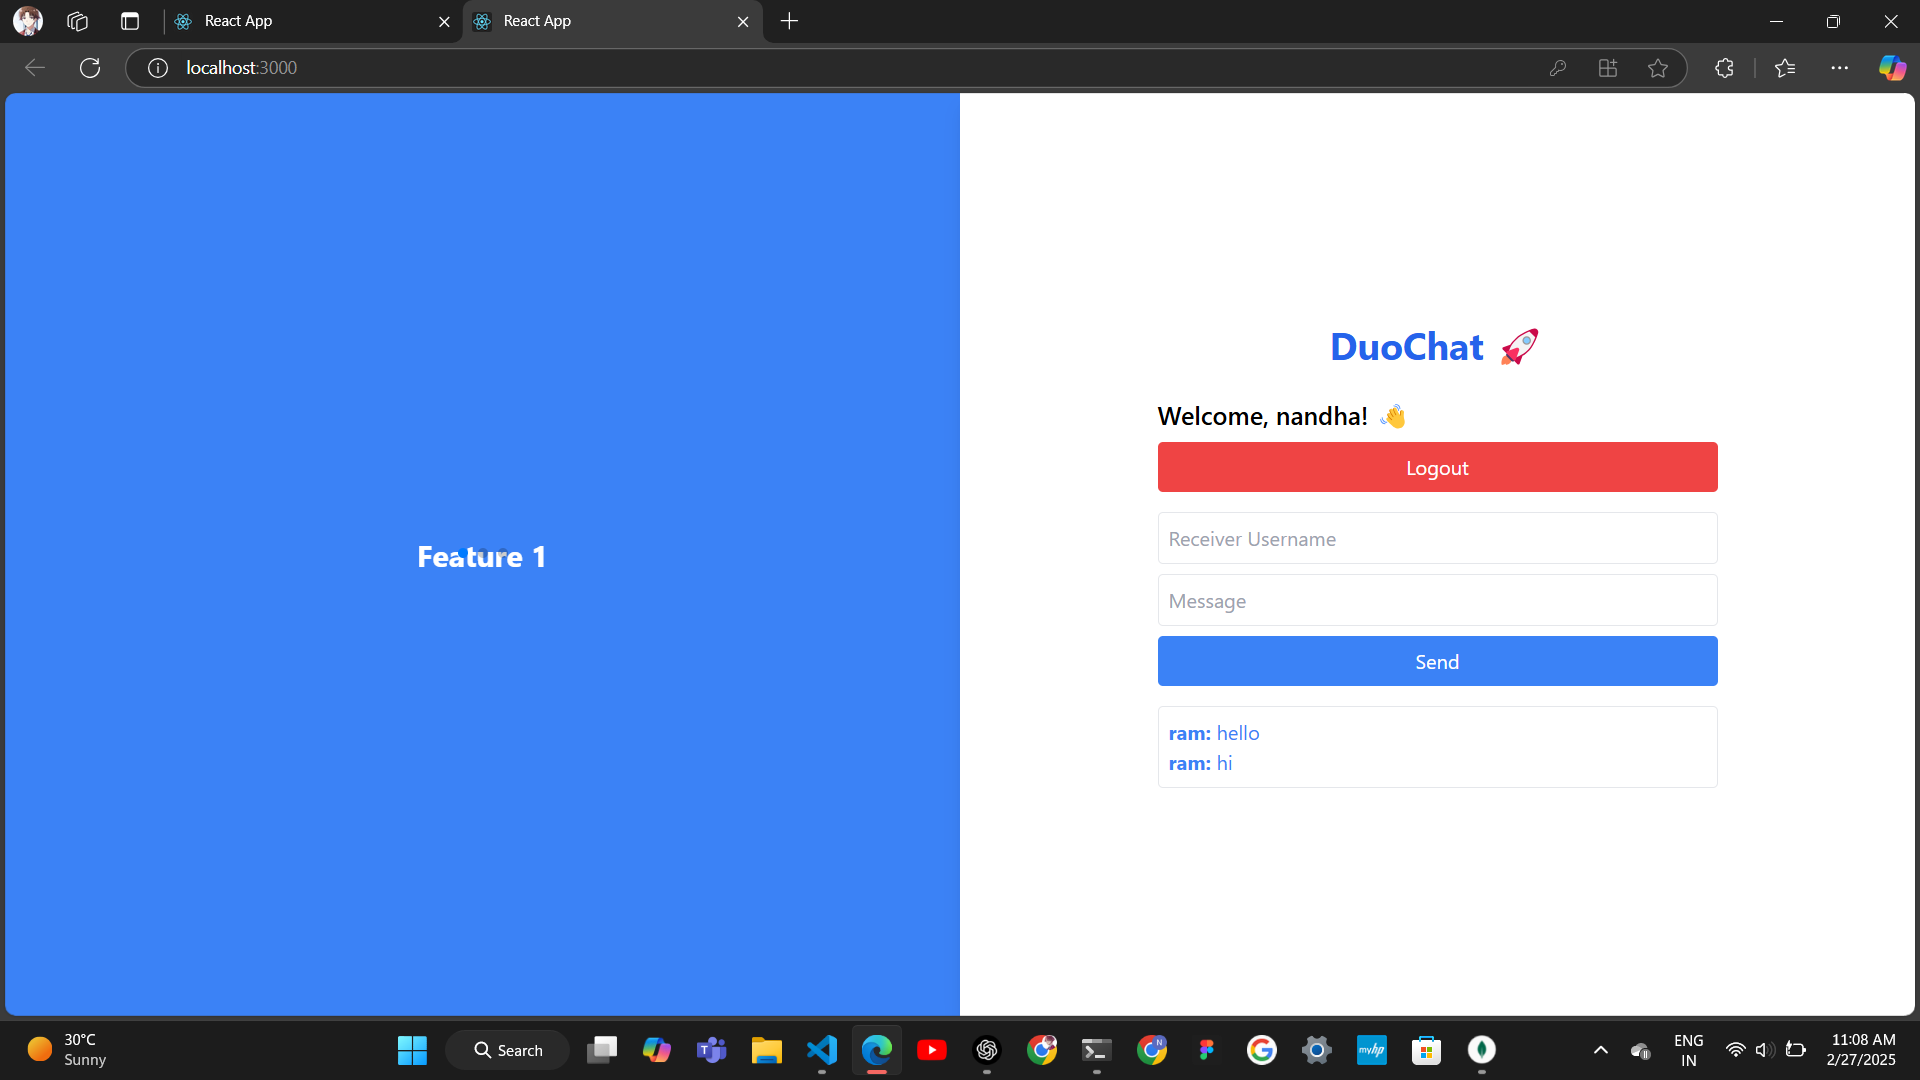 React App
React App
localhost:3000
Feature 1
DuoChat 🚀
Welcome, nandha! 👋
Logout
Receiver Username
Message
Send
ram: hello
ram: hi
30°C
Sunny
Search
T
N
myhp
ENG
IN
11:08 AM
2/27/2025